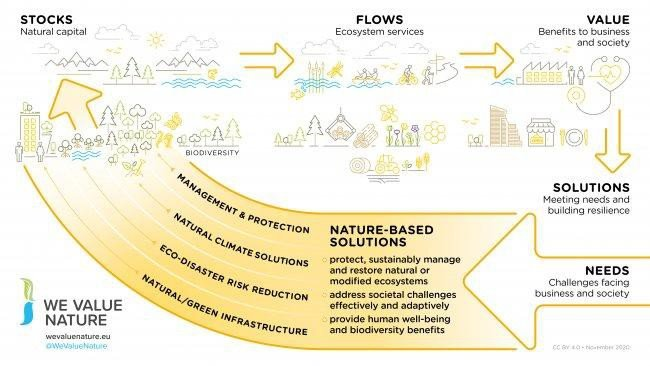 STOCKS
Natural capital
FLOWS
Ecosystem services
VALUE
Benefits to business
and society
BIODIVERSITY
SOLUTIONS
Meeting needs and
building resilience
MANAGEMENT & PROTECTION
NATURAL CLIMATE SOLUTIONS
ECO-DISASTER RISK REDUCTION
NATURAL/GREEN INFRASTRUCTURE
NATURE-BASED
SOLUTIONS
protect, sustainably manage
and restore natural or
modified ecosystems
address societal challenges
effectively and adaptively
provide human well-being
and biodiversity benefits
NEEDS
Challenges facing
business and society
WE VALUE
NATURE
wevaluenature.eu
@WeValueNature
CC BY 4.0 • November 2020